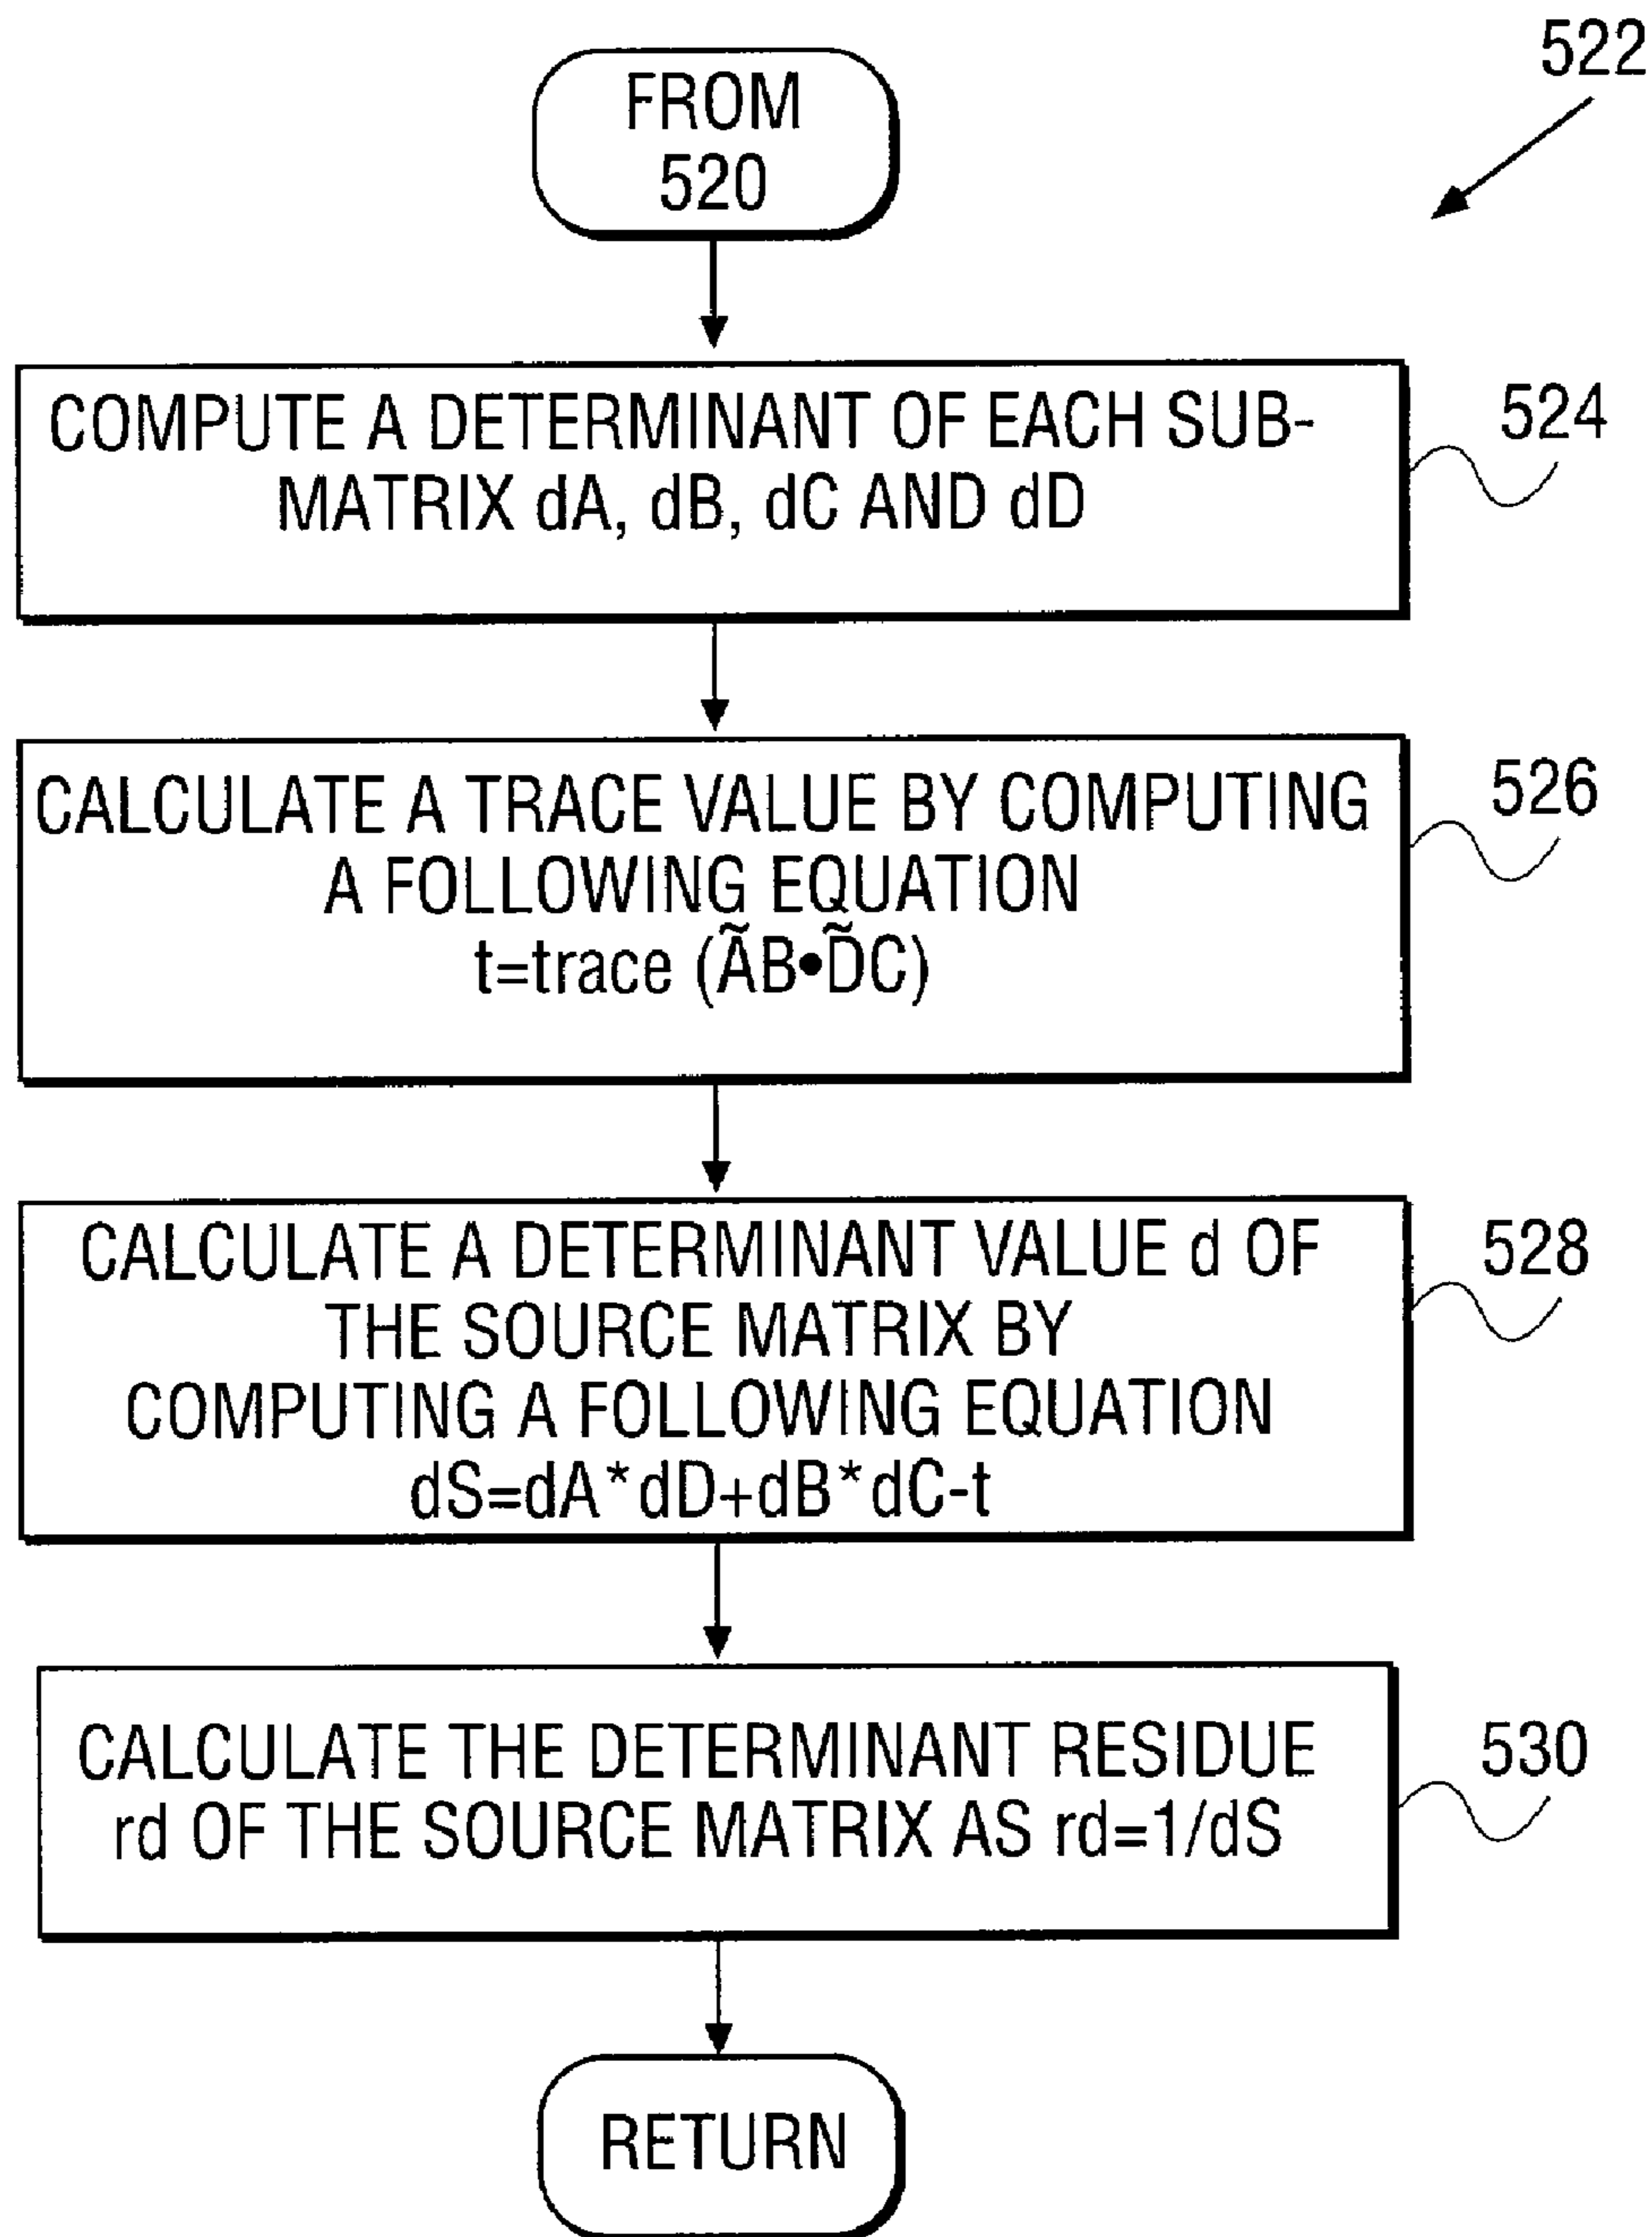 522
FROM
520
COMPUTE A DETERMINANT OF EACH SUB-
MATRIX dA, dB, dC AND dD
524
CALCULATE A TRACE VALUE BY COMPUTING
A FOLLOWING EQUATION
t=trace (ÃB•D̃C)
526
CALCULATE A DETERMINANT VALUE d OF
THE SOURCE MATRIX BY
COMPUTING A FOLLOWING EQUATION
dS=dA*dD+dB*dC-t
528
CALCULATE THE DETERMINANT RESIDUE
rd OF THE SOURCE MATRIX AS rd=1/dS
530
RETURN